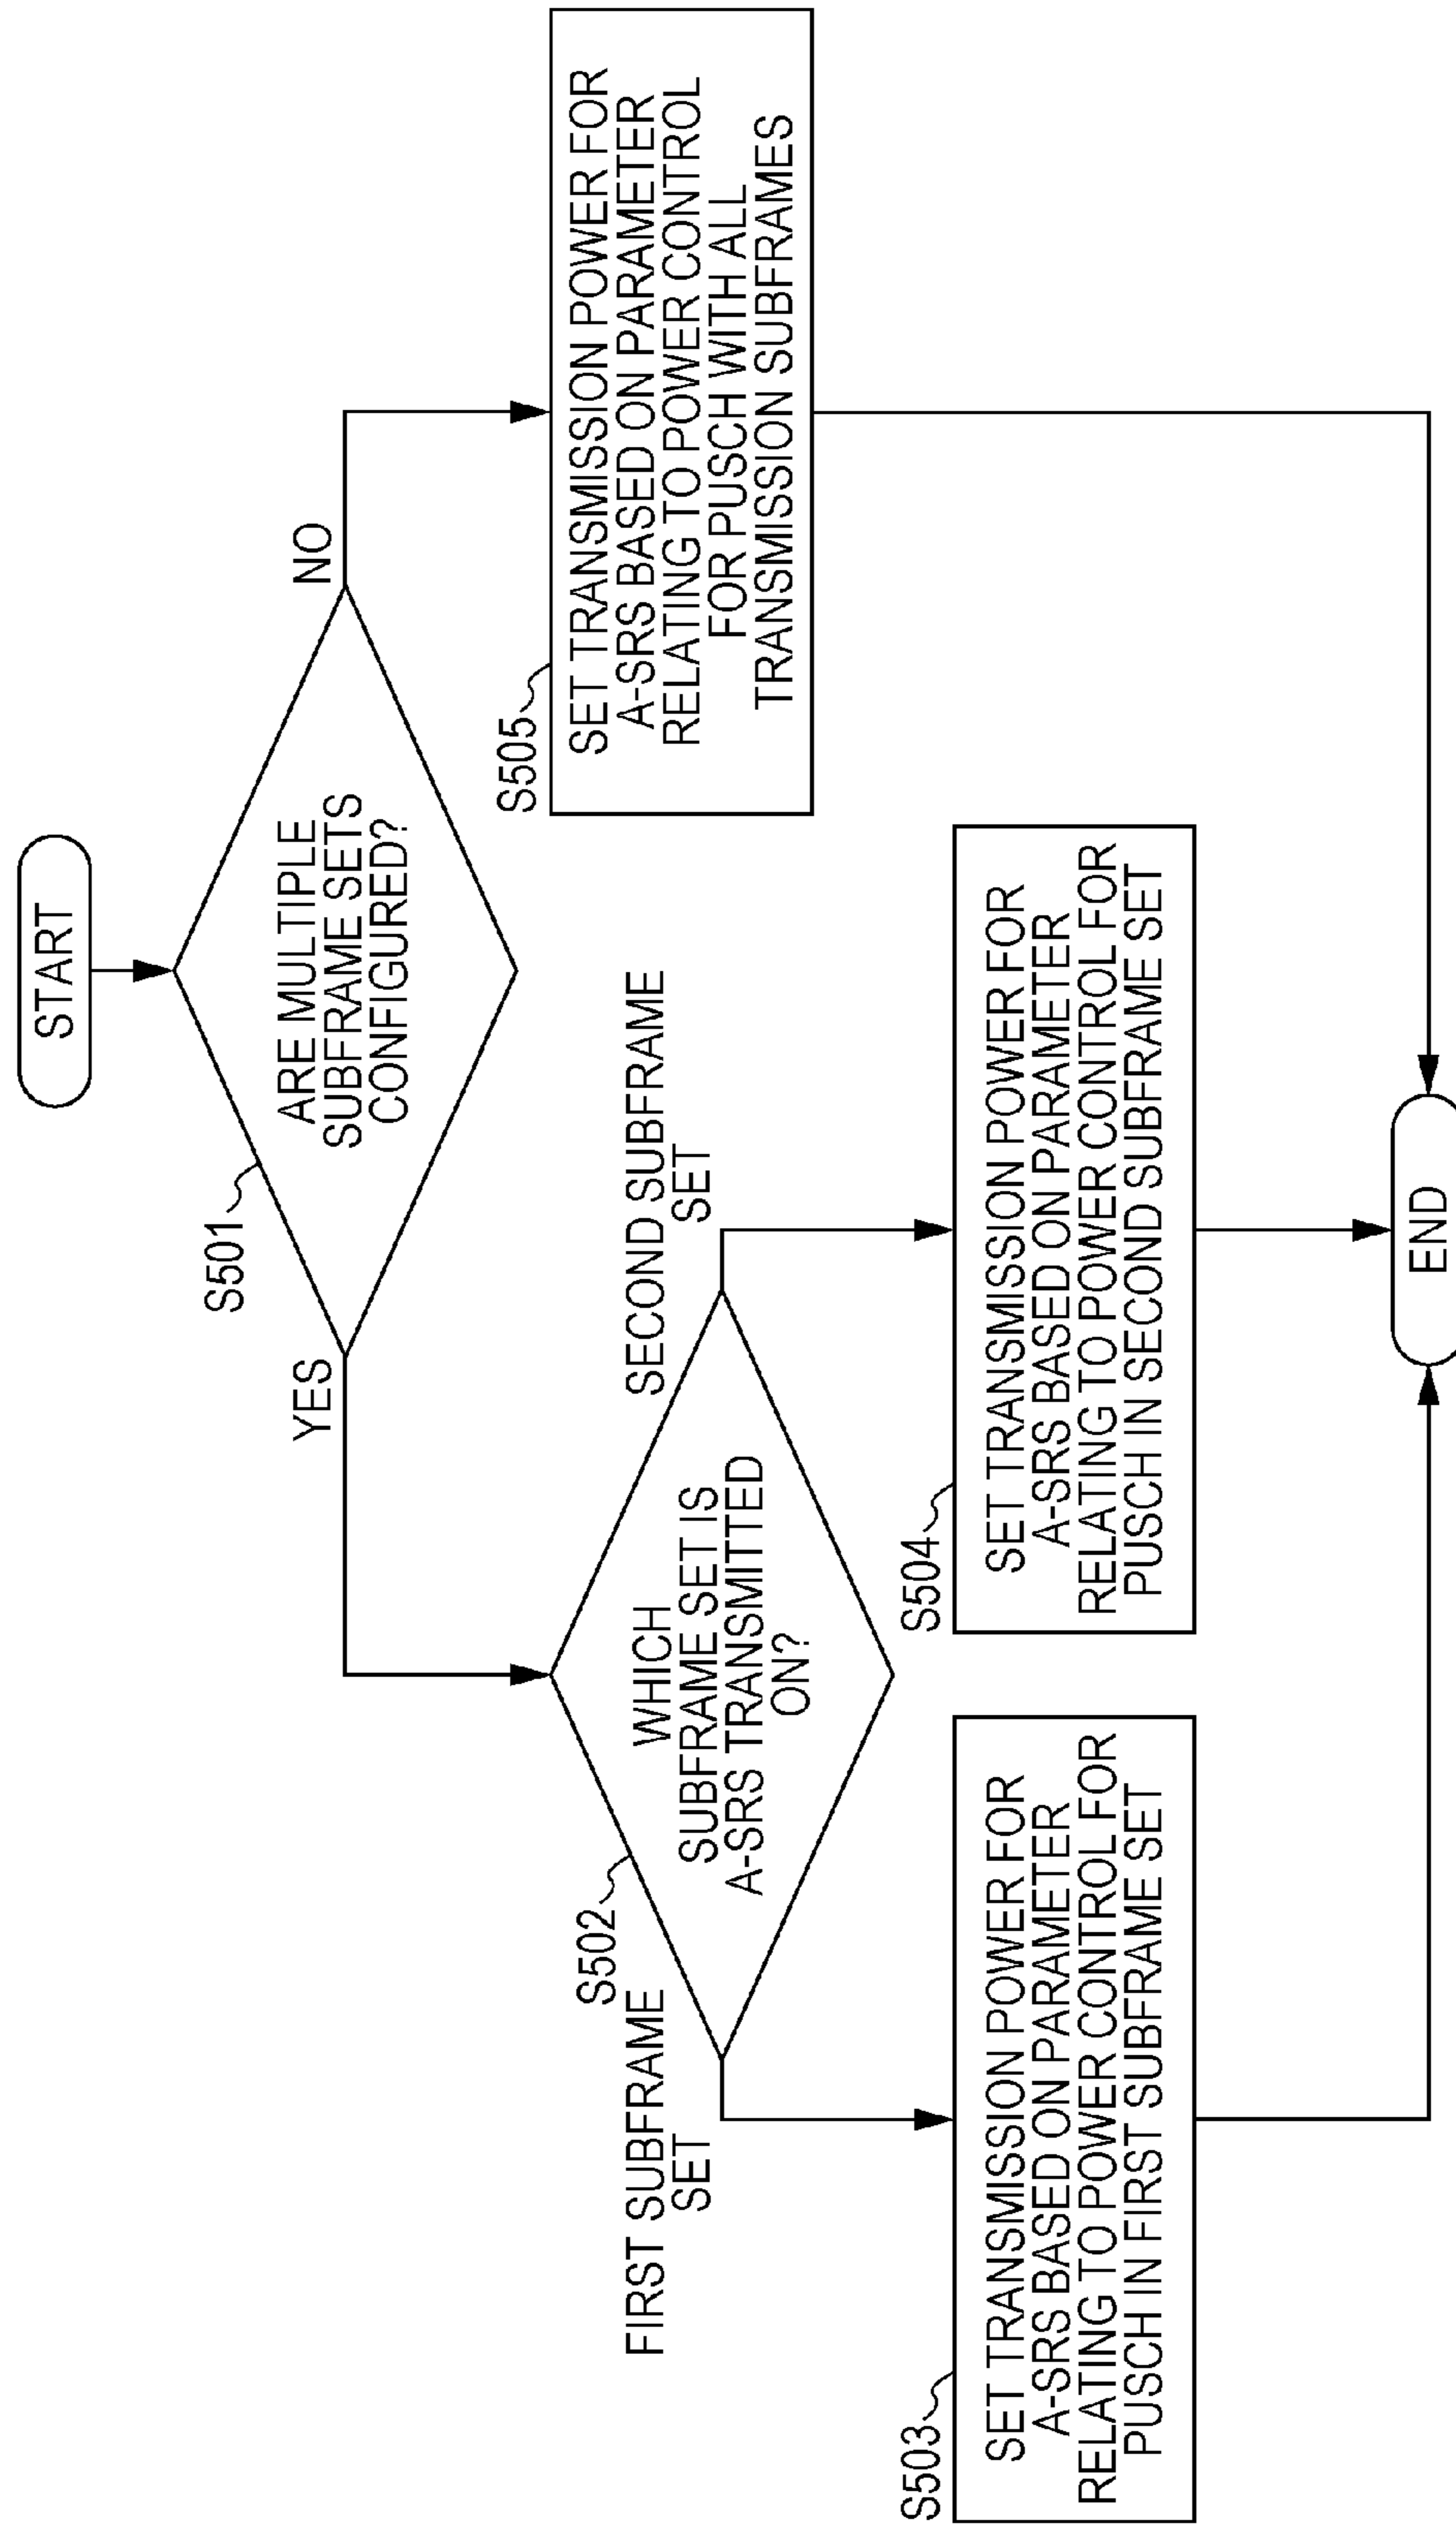 START
S501
ARE MULTIPLE
SUBFRAME SETS
CONFIGURED?
YES
NO
S502
WHICH
SUBFRAME SET IS
A-SRS TRANSMITTED
ON?
FIRST SUBFRAME
SET
SECOND SUBFRAME
SET
S505
SET TRANSMISSION POWER FOR
A-SRS BASED ON PARAMETER
RELATING TO POWER CONTROL
FOR PUSCH WITH ALL
TRANSMISSION SUBFRAMES
S503
SET TRANSMISSION POWER FOR
A-SRS BASED ON PARAMETER
RELATING TO POWER CONTROL FOR
PUSCH IN FIRST SUBFRAME SET
S504
SET TRANSMISSION POWER FOR
A-SRS BASED ON PARAMETER
RELATING TO POWER CONTROL FOR
PUSCH IN SECOND SUBFRAME SET
END